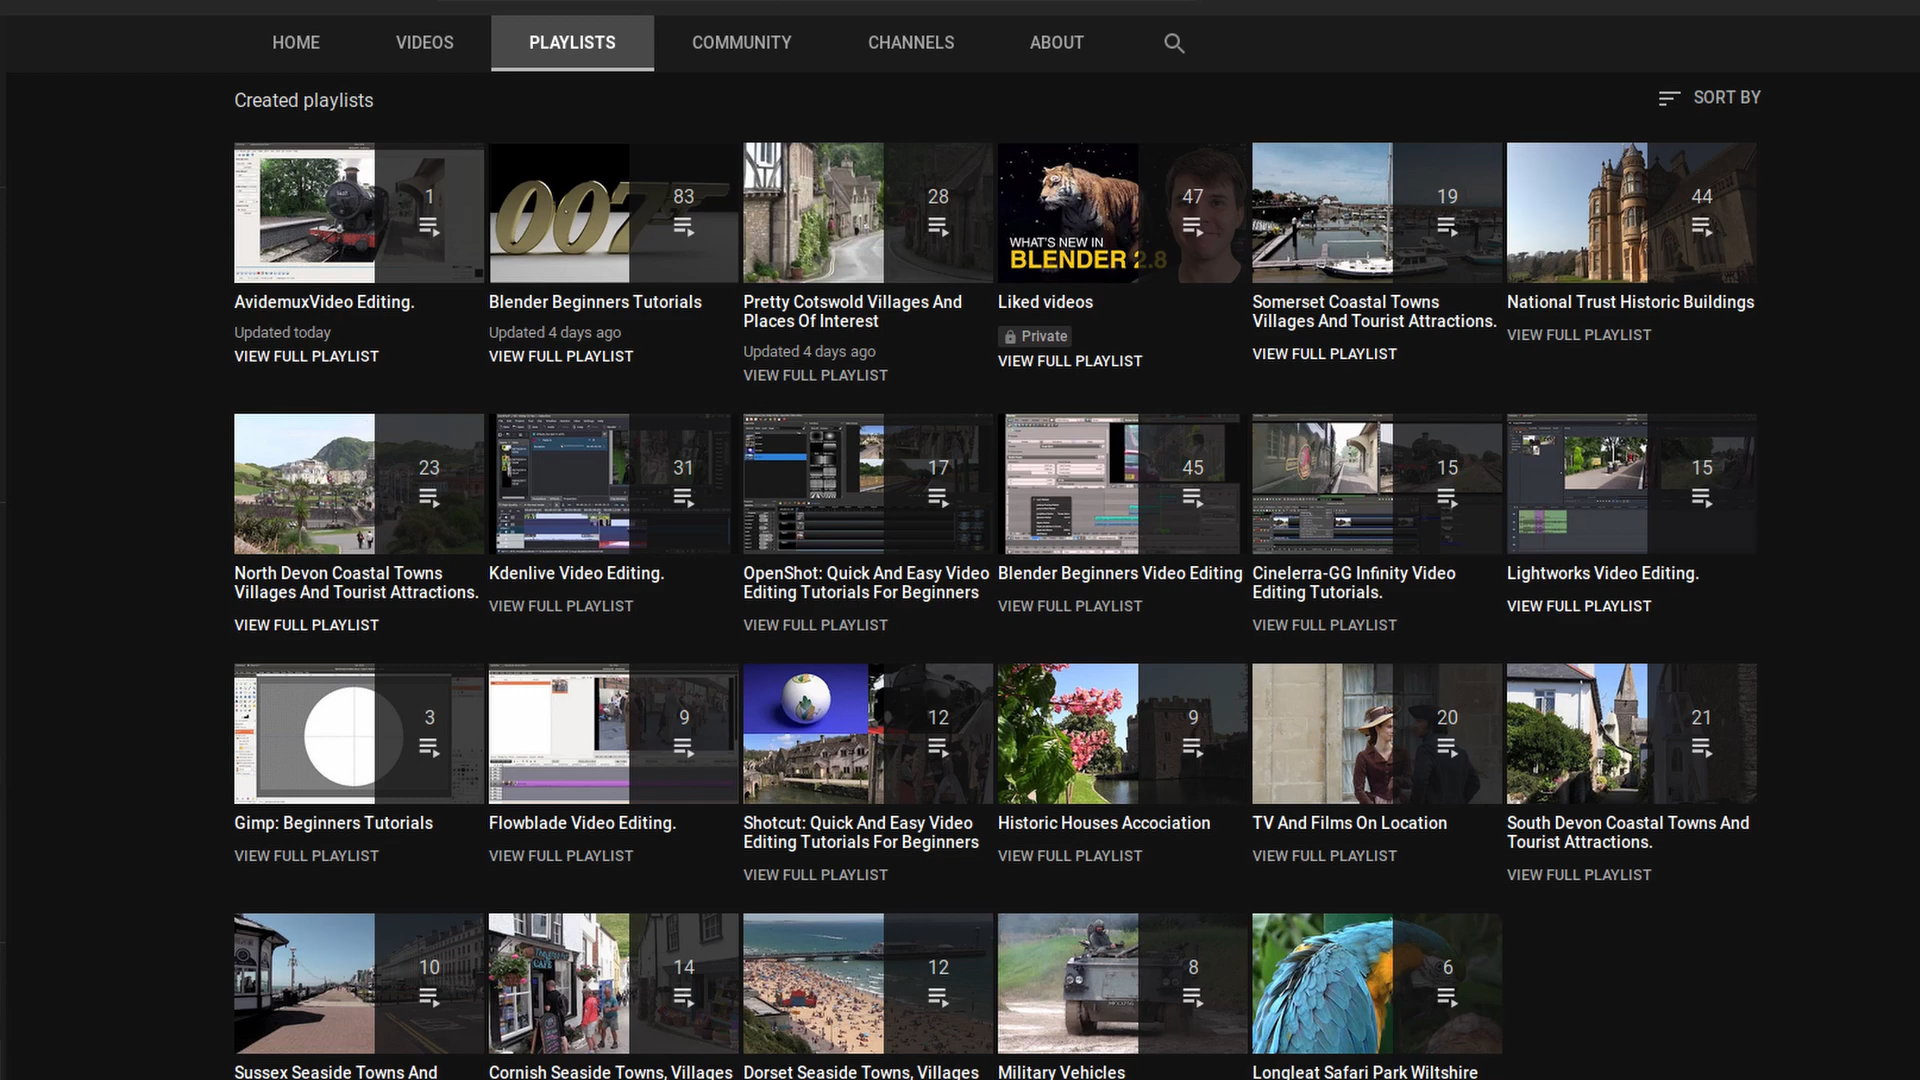 HOME VIDEOS PLAYLISTS COMMUNITY CHANNELS ABOUT
Created playlists SORT BY
1 83 28 47 19 44
007
WHAT'S NEW IN
BLENDER 2.8
AvidemuxVideo Editing.
Updated today
VIEW FULL PLAYLIST
Blender Beginners Tutorials
Updated 4 days ago
VIEW FULL PLAYLIST
Pretty Cotswold Villages And
Places Of Interest
Updated 4 days ago
VIEW FULL PLAYLIST
Liked videos
Private
VIEW FULL PLAYLIST
Somerset Coastal Towns
Villages And Tourist Attractions.
VIEW FULL PLAYLIST
National Trust Historic Buildings
VIEW FULL PLAYLIST
23 31 17 45 15 15
North Devon Coastal Towns
Villages And Tourist Attractions.
VIEW FULL PLAYLIST
Kdenlive Video Editing.
VIEW FULL PLAYLIST
OpenShot: Quick And Easy Video
Editing Tutorials For Beginners
VIEW FULL PLAYLIST
Blender Beginners Video Editing
VIEW FULL PLAYLIST
Cinelerra-GG Infinity Video
Editing Tutorials.
VIEW FULL PLAYLIST
Lightworks Video Editing.
VIEW FULL PLAYLIST
3 9 12 9 20 21
Gimp: Beginners Tutorials
VIEW FULL PLAYLIST
Flowblade Video Editing.
VIEW FULL PLAYLIST
Shotcut: Quick And Easy Video
Editing Tutorials For Beginners
VIEW FULL PLAYLIST
Historic Houses Accociation
VIEW FULL PLAYLIST
TV And Films On Location
VIEW FULL PLAYLIST
South Devon Coastal Towns And
Tourist Attractions.
VIEW FULL PLAYLIST
10 14 12 8 6
CAFE
Sussex Seaside Towns And
Cornish Seaside Towns, Villages
Dorset Seaside Towns, Villages
Military Vehicles
Longleat Safari Park Wiltshire